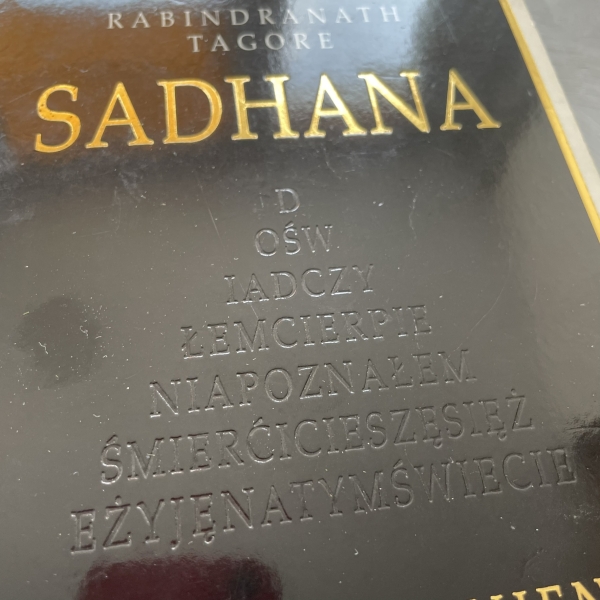 RABINDRANATH
TAGORE
SADHANA
D
OŚW
IADCZY
ŁEMCIERPIE
NIAPOZNAŁEM
ŚMIERĆICIESZĘSIĘŻ
EŻYJĘNATYMŚWIECIE